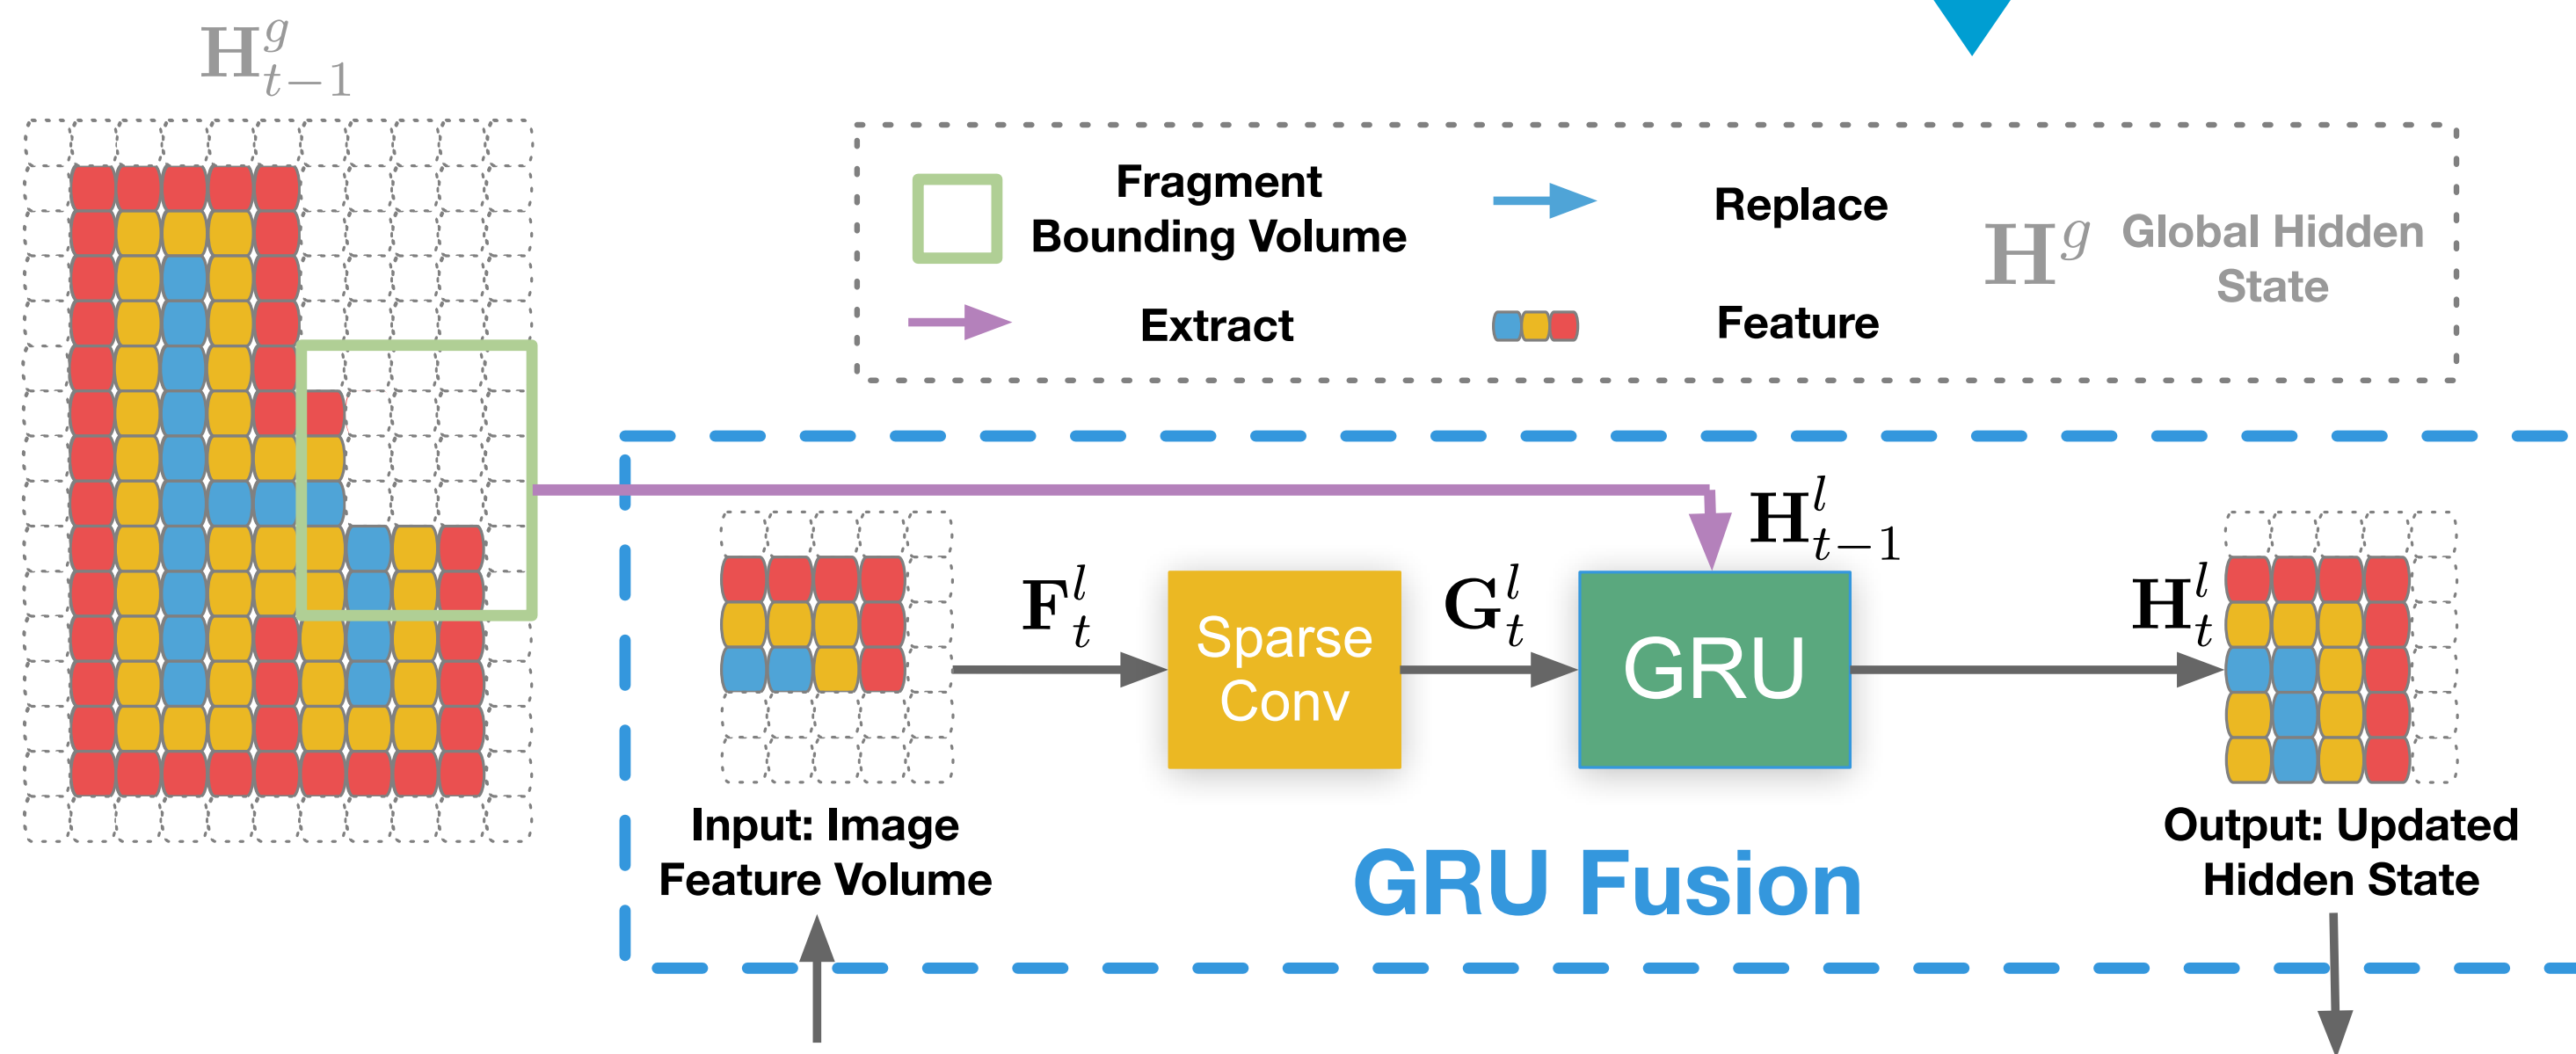 H^g_{t−1}
Fragment
Bounding Volume
Replace
Extract
Feature
H^g Global Hidden
State
H^l_{t−1}
F^l_t
Sparse
Conv
G^l_t
GRU
H^l_t
Input: Image
Feature Volume
GRU Fusion
Output: Updated
Hidden State